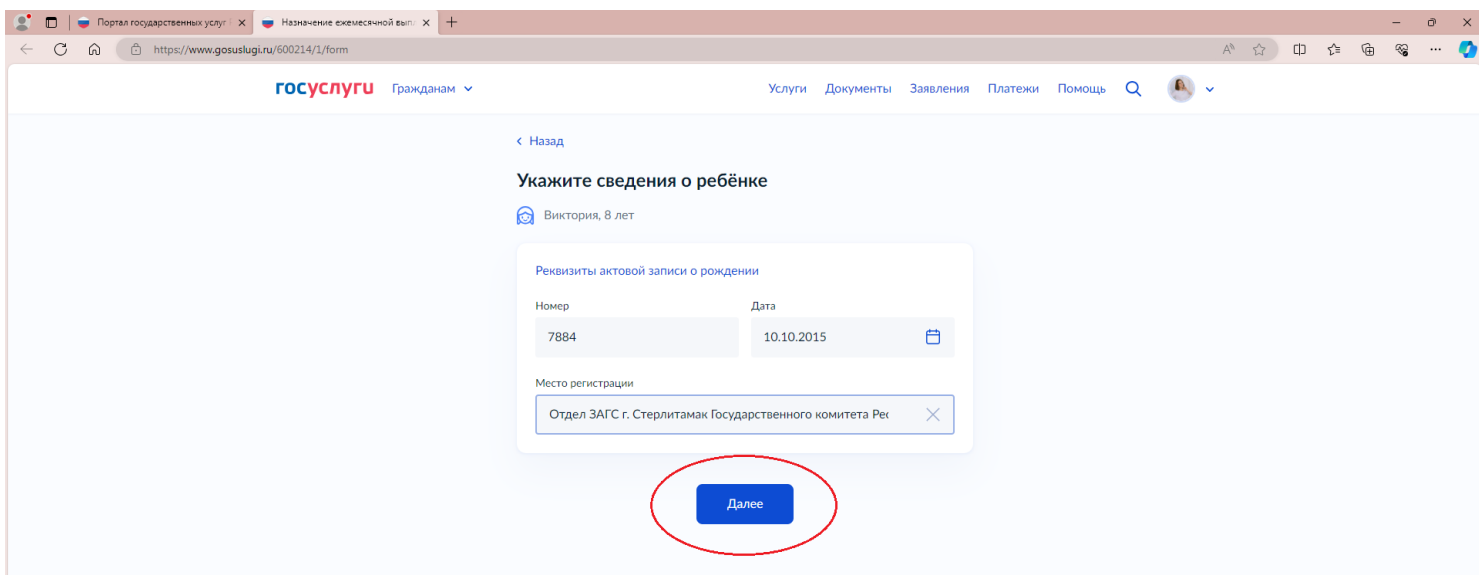 Портал государственных услуг
Назначение ежемесячной вып
https://www.gosuslugi.ru/600214/1/form
госуслуги Гражданам
Услуги Документы Заявления Платежи Помощь
Назад
Укажите сведения о ребёнке
Виктория, 8 лет
Реквизиты актовой записи о рождении
Номер Дата
7884 10.10.2015
Место регистрации
Отдел ЗАГС г. Стерлитамак Государственного комитета Рес
Далее